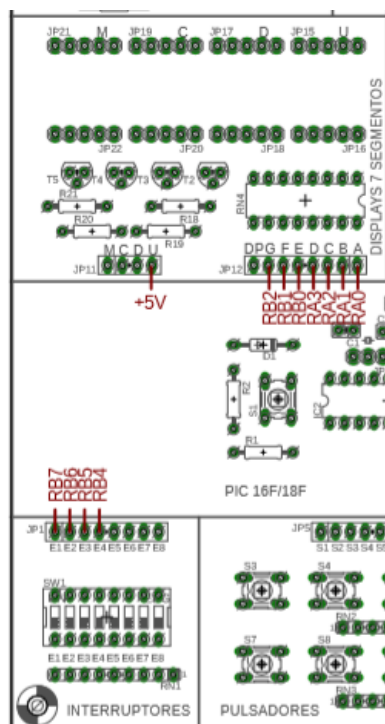 JP21 M JP19 C JP17 D JP15 U
JP22 JP20 JP18 JP16
DISPLAYS 7 SEGMENTOS
T5 T4 T3 T2
RN4
R21
R20 R18
R19
M C D U
JP11
DPG F E D C B A
JP12
+5V
RB2 RB1 RB0 RA3 RA2 RA1 RA0
C1
D1
R2
S1
IC2
R1
PIC 16F/18F
RB7 RB6 RB5 RB4
JP1
E1 E2 E3 E4 E5 E6 E7 E8
JP5
S1 S2 S3 S4
SW1
S3 S4
RN2
E1 E2 E3 E4 E5 E6 E7 E8
RN1
S7 S8
RN3
INTERRUPTORES
PULSADORES